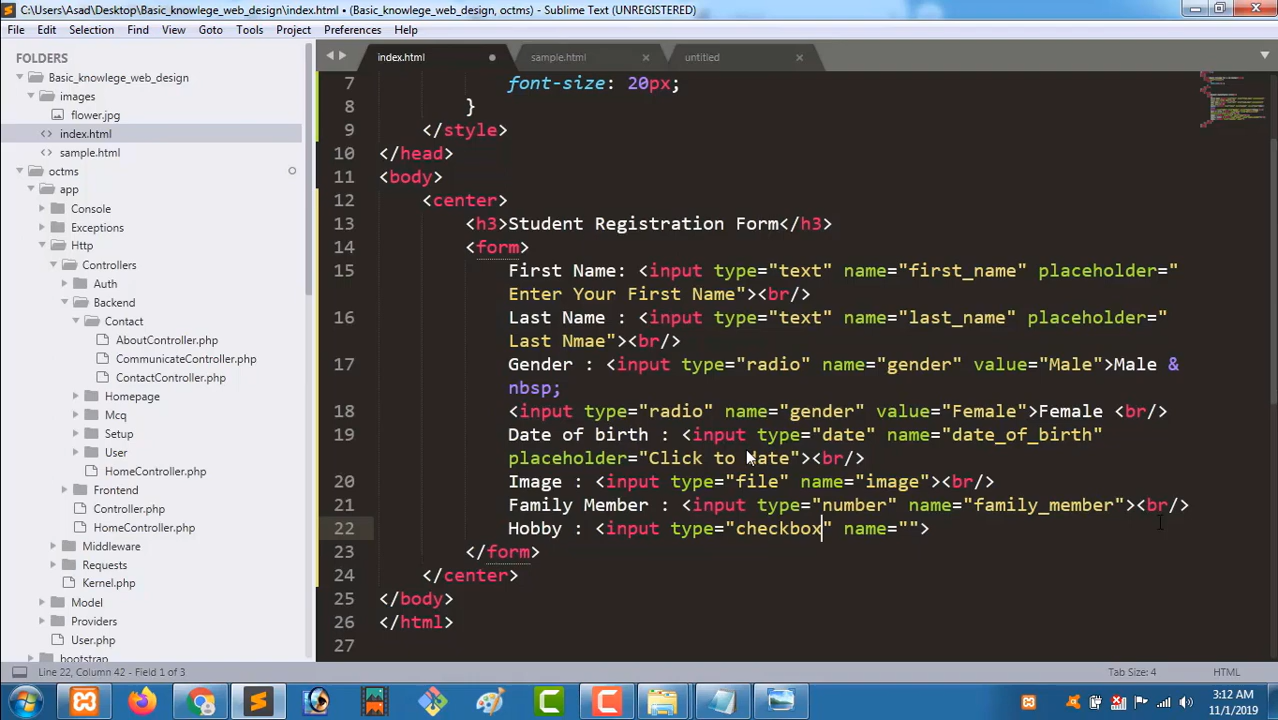 C:\Users\Asad\Desktop\Basic_knowlege_web_design\index.html • (Basic_knowlege_web_design, octms) - Sublime Text (UNREGISTERED)
File Edit Selection Find View Goto Tools Project Preferences Help
FOLDERS
Basic_knowlege_web_design
images
flower.jpg
index.html
sample.html
octms
app
Console
Exceptions
Http
Controllers
Auth
Backend
Contact
AboutController.php
CommunicateController.php
ContactController.php
Homepage
Mcq
Setup
User
HomeController.php
Frontend
Controller.php
HomeController.php
Middleware
Requests
Kernel.php
Model
Providers
User.php
bootstrap
index.html sample.html untitled
7 font-size: 20px;
8 }
9 </style>
10 </head>
11 <body>
12 <center>
13 <h3>Student Registration Form</h3>
14 <form>
15 First Name: <input type="text" name="first_name" placeholder="
Enter Your First Name"><br/>
16 Last Name : <input type="text" name="last_name" placeholder="
Last Nmae"><br/>
17 Gender : <input type="radio" name="gender" value="Male">Male &
nbsp;
18 <input type="radio" name="gender" value="Female">Female <br/>
19 Date of birth : <input type="date" name="date_of_birth"
placeholder="Click to Date"><br/>
20 Image : <input type="file" name="image"><br/>
21 Family Member : <input type="number" name="family_member"><br/>
22 Hobby : <input type="checkbox" name="">
23 </form>
24 </center>
25 </body>
26 </html>
27
Line 22, Column 42 - Field 1 of 3 Tab Size: 4 HTML
3:12 AM
11/1/2019